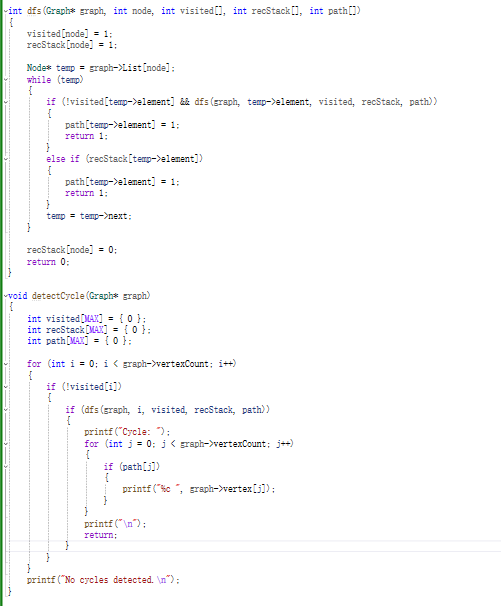 int dfs(Graph* graph, int node, int visited[], int recStack[], int path[])
{
visited[node] = 1;
recStack[node] = 1;
Node* temp = graph->List[node];
while (temp)
{
if (!visited[temp->element] && dfs(graph, temp->element, visited, recStack, path))
{
path[temp->element] = 1;
return 1;
}
else if (recStack[temp->element])
{
path[temp->element] = 1;
return 1;
}
temp = temp->next;
}
recStack[node] = 0;
return 0;
}
void detectCycle(Graph* graph)
{
int visited[MAX] = { 0 };
int recStack[MAX] = { 0 };
int path[MAX] = { 0 };
for (int i = 0; i < graph->vertexCount; i++)
{
if (!visited[i])
{
if (dfs(graph, i, visited, recStack, path))
{
printf("Cycle: ");
for (int j = 0; j < graph->vertexCount; j++)
{
if (path[j])
{
printf("%c ", graph->vertex[j]);
}
}
printf("\n");
return;
}
}
}
printf("No cycles detected.\n");
}